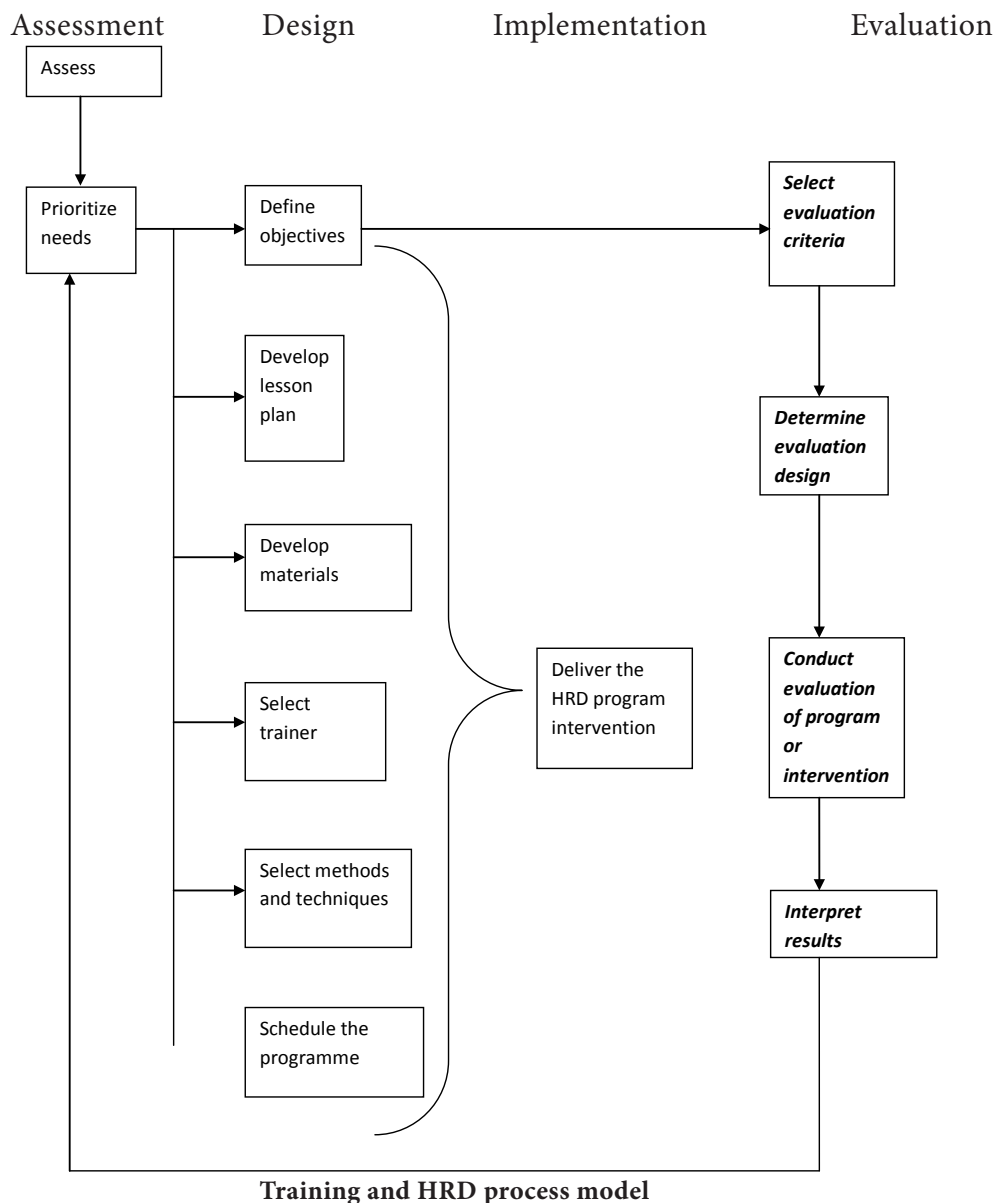 Assessment Design Implementation Evaluation
Assess
Prioritize
needs
Define
objectives
Develop
lesson
plan
Develop
materials
Select
trainer
Select methods
and techniques
Schedule the
programme
Deliver the
HRD program
intervention
Select
evaluation
criteria
Determine
evaluation
design
Conduct
evaluation
of program
or
intervention
Interpret
results
Training and HRD process model